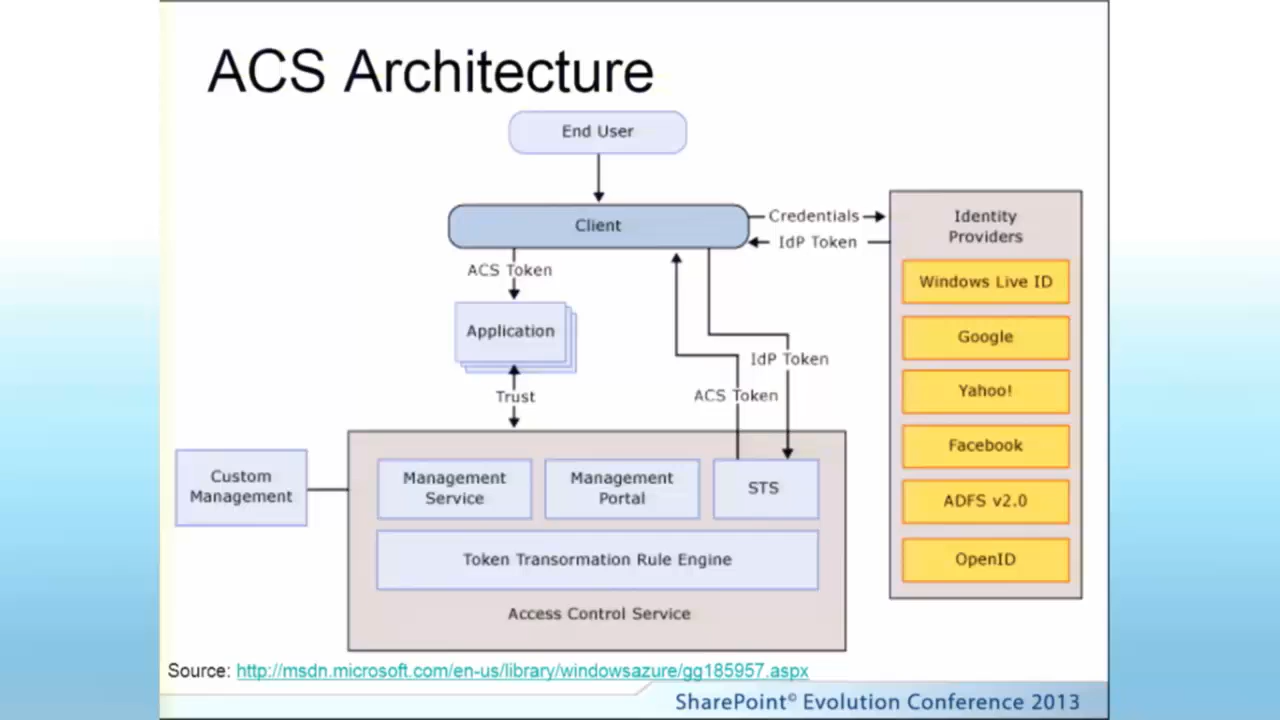 ACS Architecture
End User
Client
Credentials
IdP Token
Identity
Providers
Windows Live ID
Google
Yahoo!
Facebook
ADFS v2.0
OpenID
ACS Token
Application
Trust
IdP Token
ACS Token
Custom
Management
Management
Service
Management
Portal
STS
Token Transormation Rule Engine
Access Control Service
Source: http://msdn.microsoft.com/en-us/library/windowsazure/gg185957.aspx
SharePoint© Evolution Conference 2013